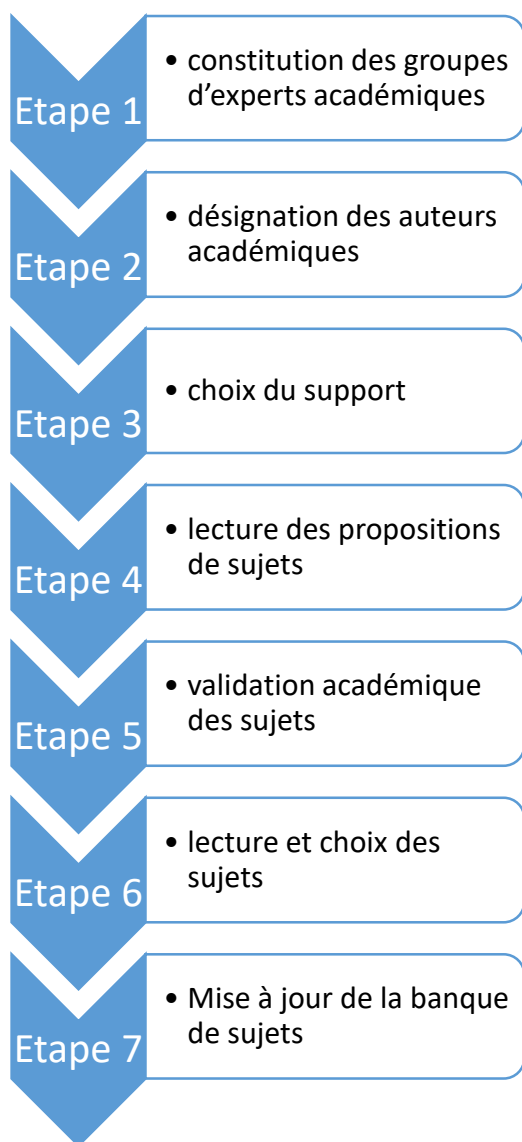 Etape 1
• constitution des groupes
d’experts académiques
Etape 2
• désignation des auteurs
académiques
Etape 3
• choix du support
Etape 4
• lecture des propositions
de sujets
Etape 5
• validation académique
des sujets
Etape 6
• lecture et choix des
sujets
Etape 7
• Mise à jour de la banque
de sujets